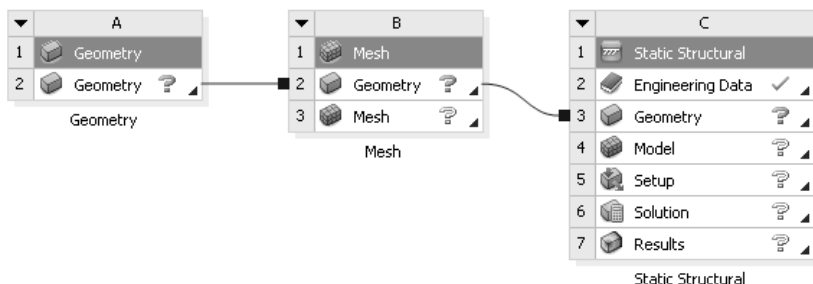 A
1 Geometry
2 Geometry ?
Geometry
B
1 Mesh
2 Geometry ?
3 Mesh ?
Mesh
C
1 Static Structural
2 Engineering Data ✓
3 Geometry ?
4 Model ?
5 Setup ?
6 Solution ?
7 Results ?
Static Structural